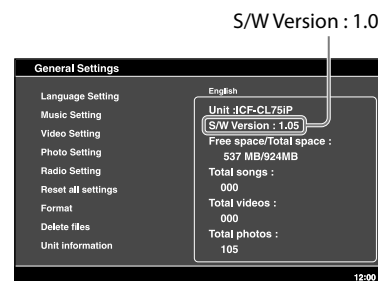 S/W Version : 1.0
General Settings
Language Setting
Music Setting
Video Setting
Photo Setting
Radio Setting
Reset all settings
Format
Delete files
Unit information
English
Unit :ICF-CL75iP
S/W Version : 1.05
Free space/Total space :
537 MB/924MB
Total songs :
000
Total videos :
000
Total photos :
105
12:00